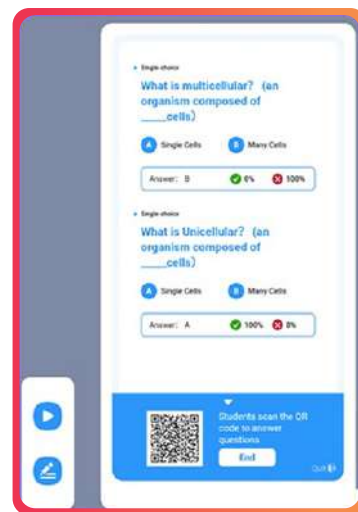 Single-choice
What is multicellular? (an
organism composed of
____cells)
A Single Cells B Many Cells
Answer: B 0% 100%
Single-choice
What is Unicellular? (an
organism composed of
____cells)
A Single Cells B Many Cells
Answer: A 100% 0%
Students scan the QR
code to answer
questions
End
Quit